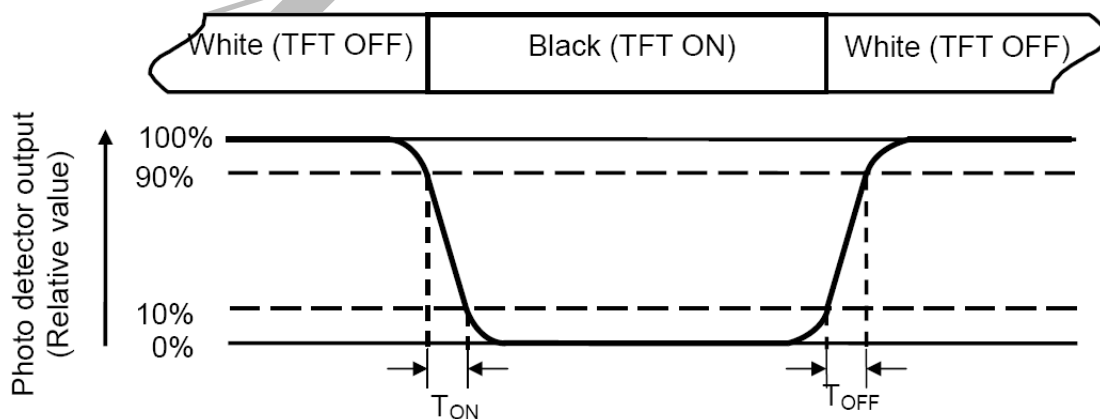 White (TFT OFF) Black (TFT ON) White (TFT OFF)
Photo detector output
(Relative value)
100%
90%
10%
0%
TON TOFF